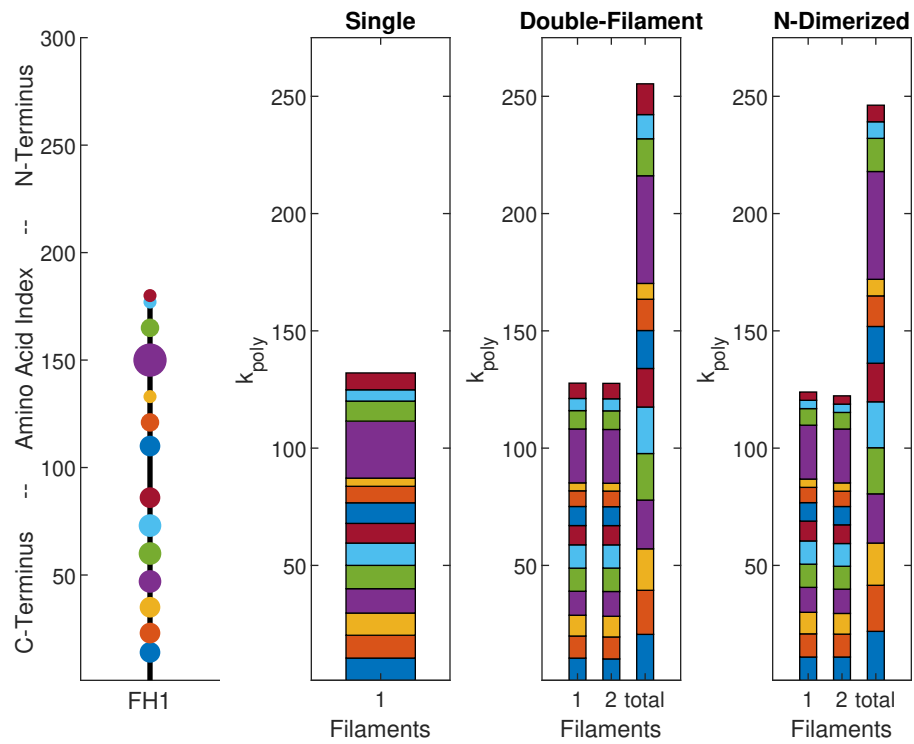 Single
Double-Filament
N-Dimerized
C-Terminus -- Amino Acid Index -- N-Terminus
300
250
200
150
100
50
FH1
k_poly
250
200
150
100
50
1
Filaments
k_poly
250
200
150
100
50
1 2 total
Filaments
k_poly
250
200
150
100
50
1 2 total
Filaments